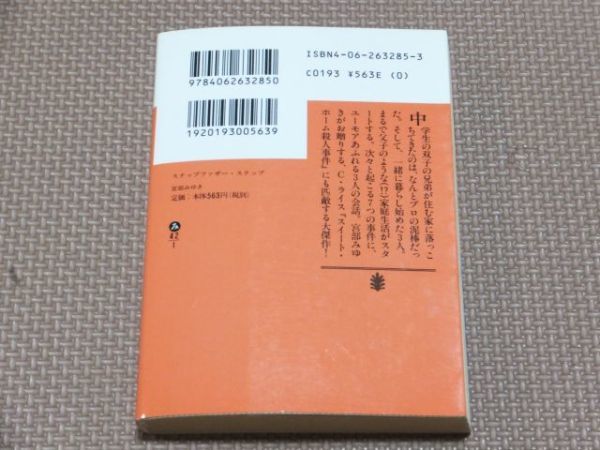 9784062632850
1920193005639
ISBN4-06-263285-3
C0193 ¥563E (0)
中学生の双子の兄弟が住む家に落っこ
ちてきたのは、なんとプロの泥棒だっ
た。そして、一緒に暮らし始めた3人。
まるで父子のような(!?)家庭生活がスタ
ートする。次々と起こる7つの事件に、
ユーモアあふれる3人の会話。宮部みゆ
きがお贈りする、C・ライス『スイート・
ホーム殺人事件』にも匹敵する大傑作!
ステップファザー・ステップ
宮部みゆき
定価:本体563円(税別)
み
42
1